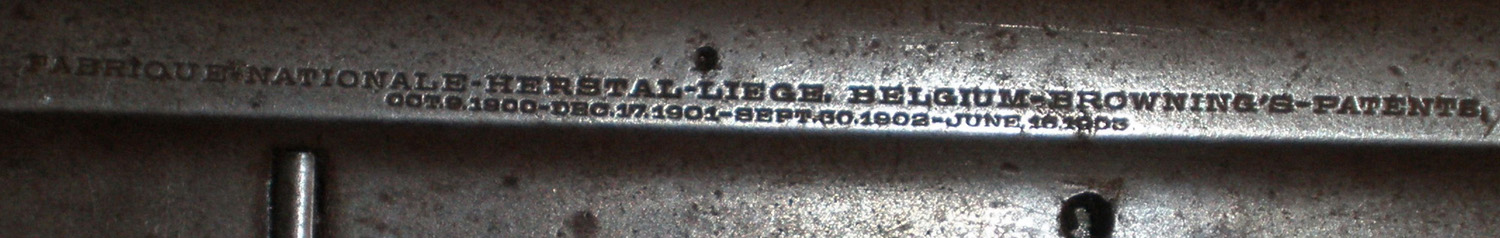 FABRIQUE-NATIONALE-HERSTAL-LIEGE. BELGIUM-BROWNING'S-PATENTS,
OCT.9.1900-DEC.17.1901-SEPT.30.1902-JUNE,16.1903